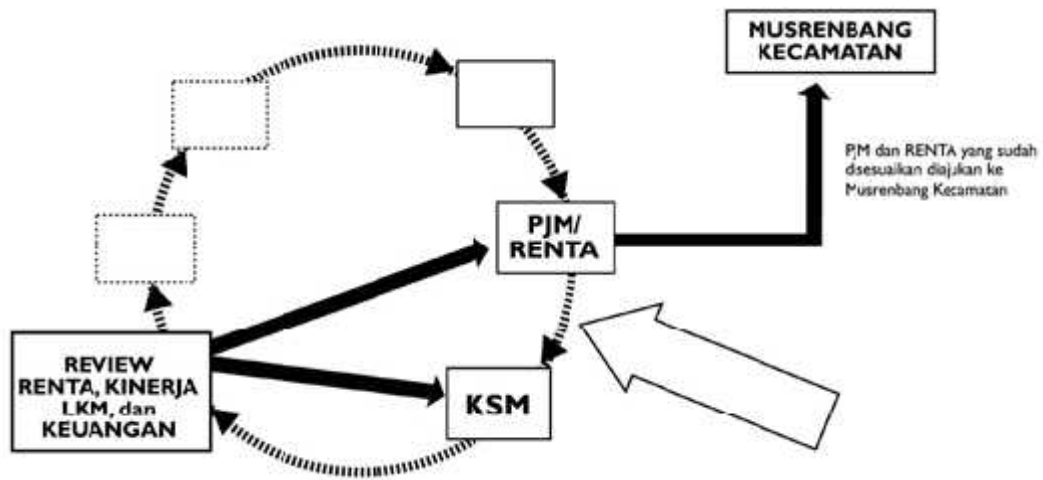 MUSRENBANG
KECAMATAN
PJM dan RENTA yang sudah
disesuaikan diajukan ke
Musrenbang Kecamatan
PJM/
RENTA
REVIEW
RENTA, KINERJA
LKM, dan
KEUANGAN
KSM